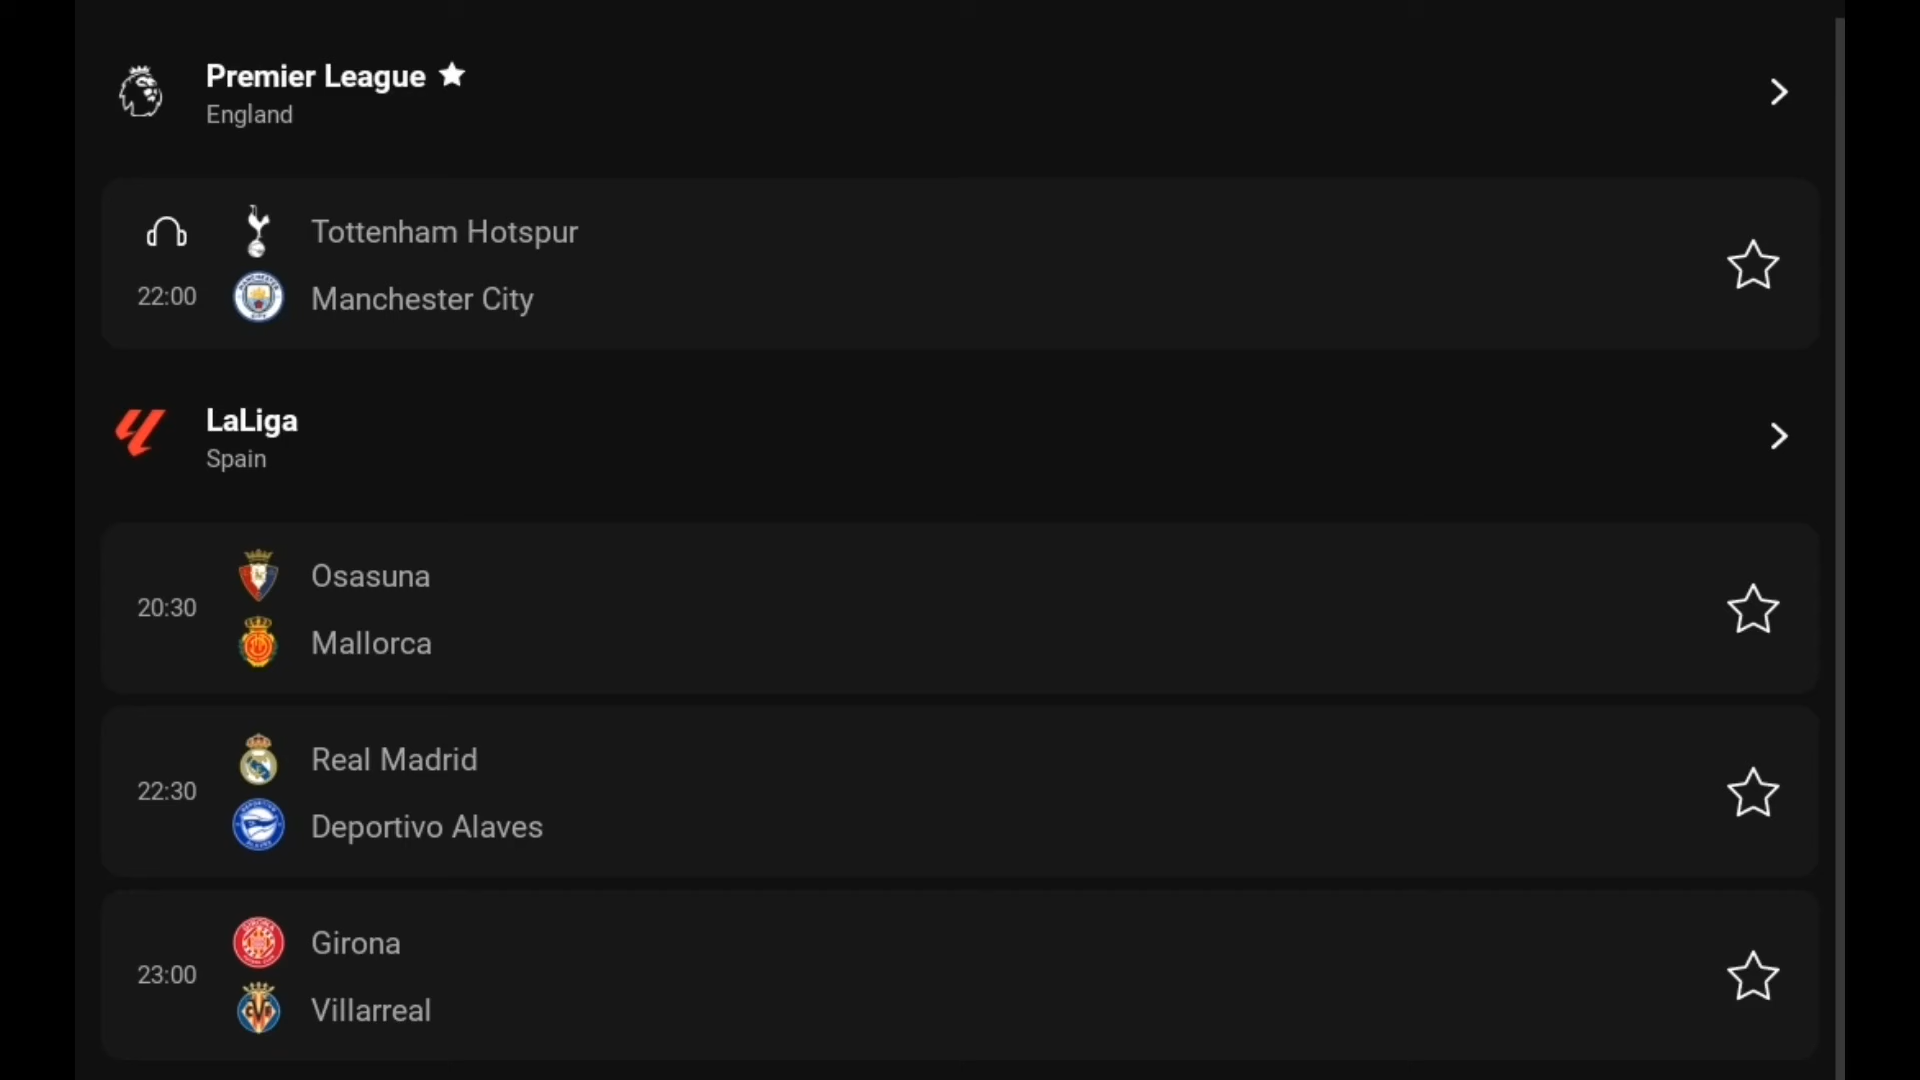 Premier League
England
Tottenham Hotspur
22:00
Manchester City
LaLiga
Spain
Osasuna
20:30
Mallorca
Real Madrid
22:30
Deportivo Alaves
Girona
23:00
Villarreal